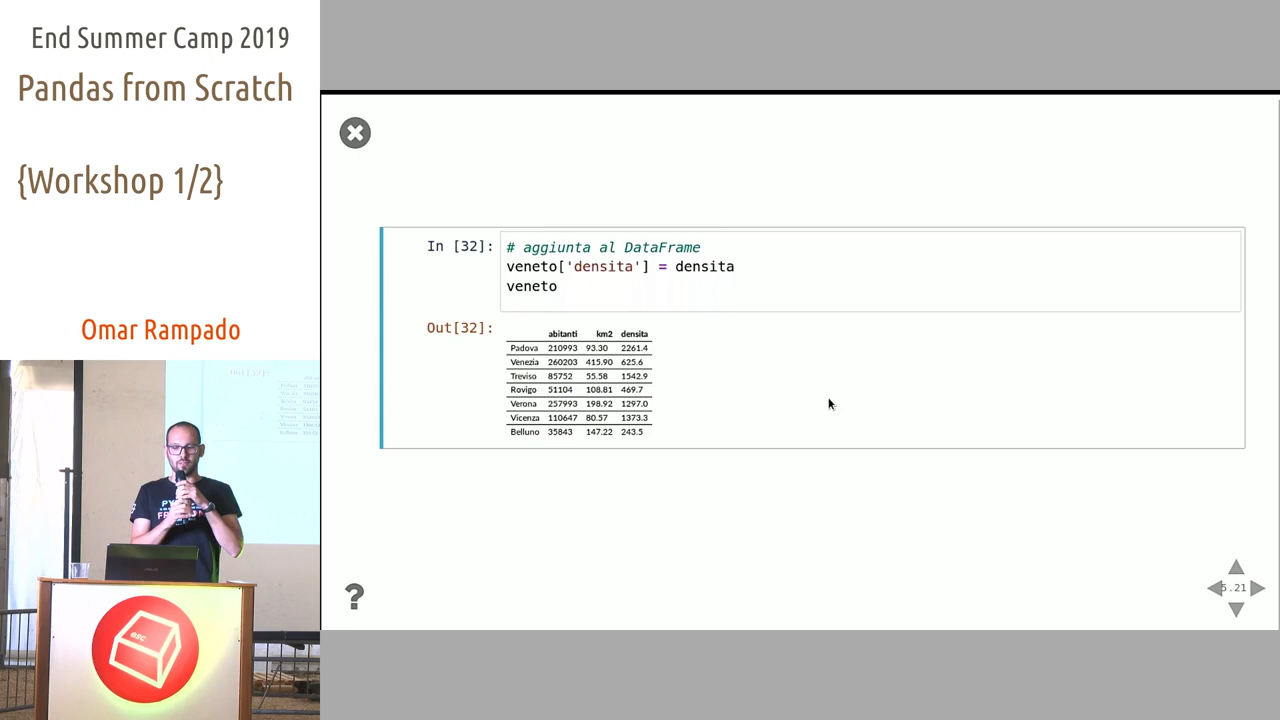 End Summer Camp 2019
Pandas from Scratch
{Workshop 1/2}
Omar Rampado
esc
In [32]:
# aggiunta al DataFrame
veneto['densita'] = densita
veneto
Out[32]:
abitanti km2 densita
Padova 210993 93.30 2261.4
Venezia 260203 415.90 625.6
Treviso 85752 55.58 1542.9
Rovigo 51104 108.81 469.7
Verona 257993 198.92 1297.0
Vicenza 110647 80.57 1373.3
Belluno 35843 147.22 243.5
?
5.21